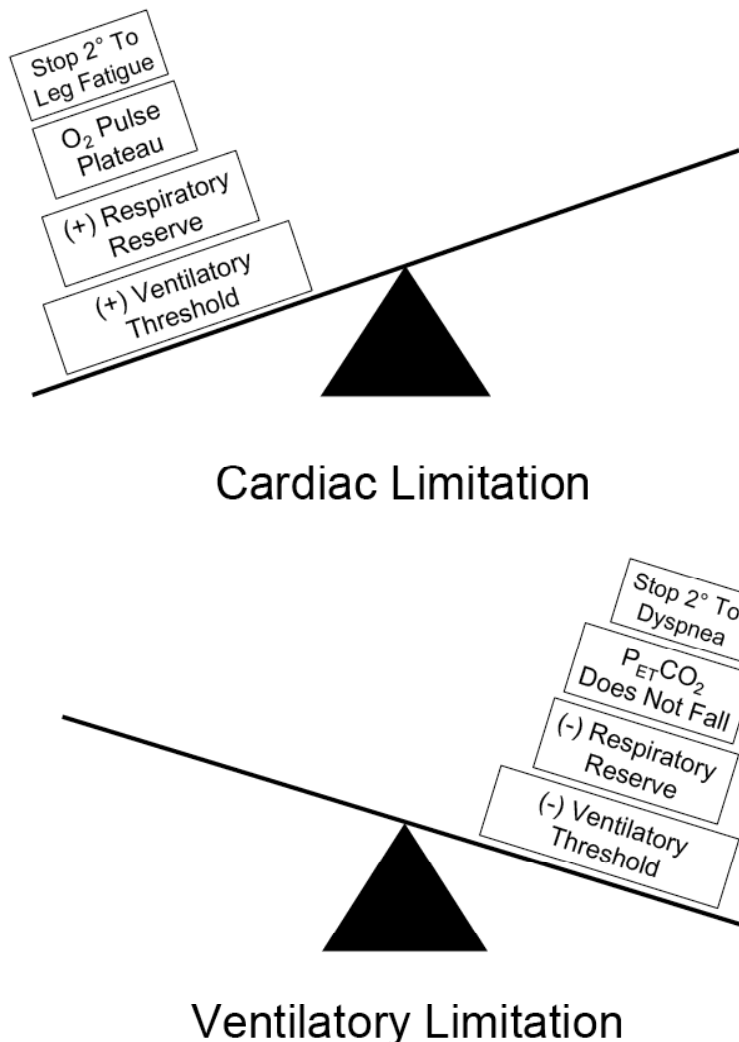 Stop 2° To
Leg Fatigue
O₂ Pulse
Plateau
(+) Respiratory
Reserve
(+) Ventilatory
Threshold
Cardiac Limitation
Stop 2° To
Dyspnea
P_ETCO₂
Does Not Fall
(-) Respiratory
Reserve
(-) Ventilatory
Threshold
Ventilatory Limitation